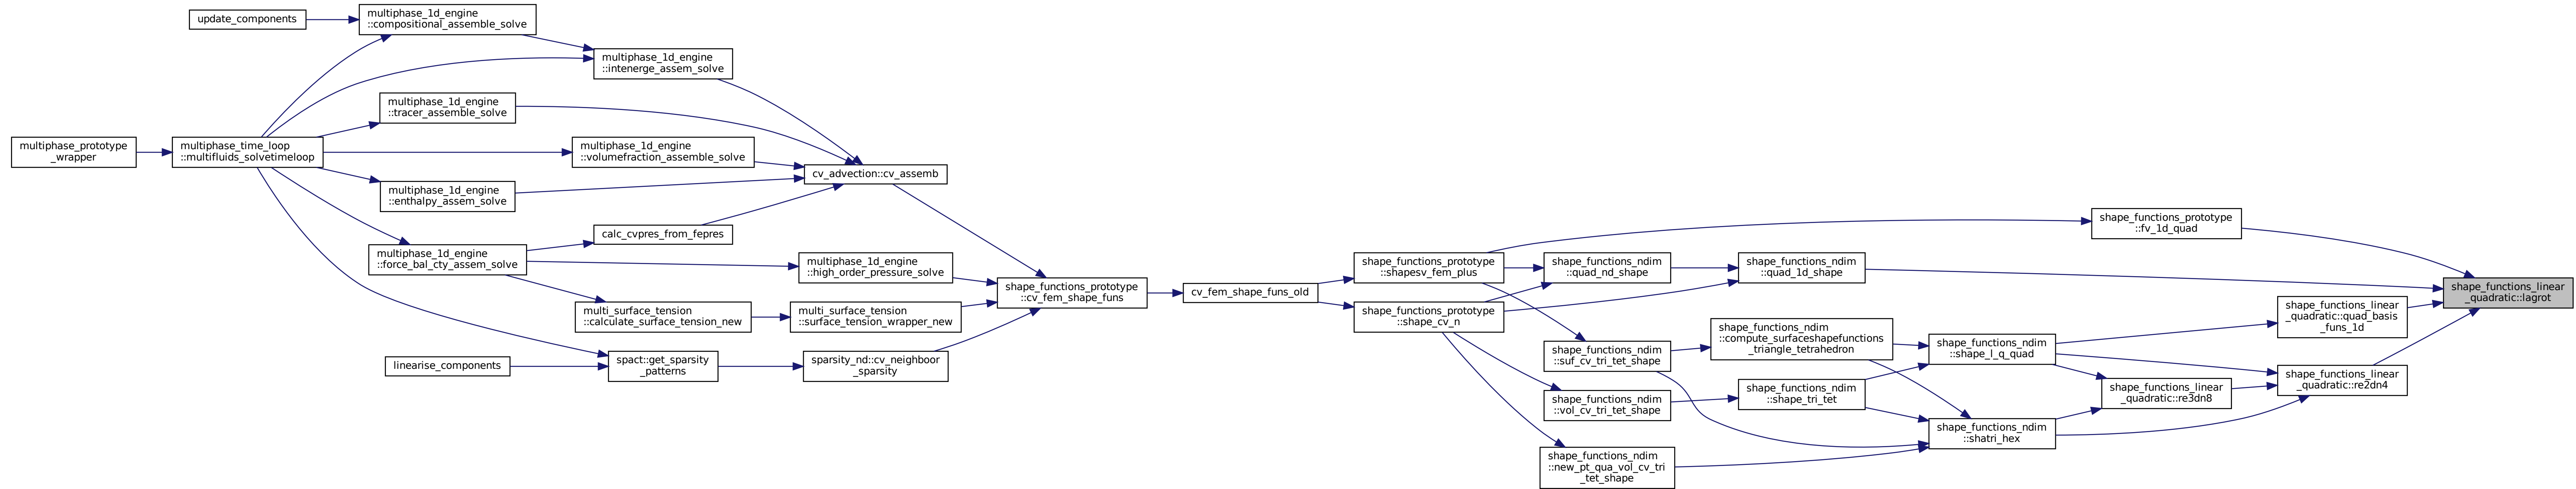 update_components
multiphase_1d_engine
::compositional_assemble_solve
multiphase_1d_engine
::intenerge_assem_solve
multiphase_1d_engine
::tracer_assemble_solve
multiphase_prototype
_wrapper
multiphase_time_loop
::multifluids_solvetimeloop
multiphase_1d_engine
::volumefraction_assemble_solve
cv_advection::cv_assemb
multiphase_1d_engine
::enthalpy_assem_solve
calc_cvpres_from_fepres
multiphase_1d_engine
::force_bal_cty_assem_solve
multiphase_1d_engine
::high_order_pressure_solve
multi_surface_tension
::calculate_surface_tension_new
multi_surface_tension
::surface_tension_wrapper_new
linearise_components
spact::get_sparsity
_patterns
sparsity_nd::cv_neighboor
_sparsity
shape_functions_prototype
::cv_fem_shape_funs
cv_fem_shape_funs_old
shape_functions_prototype
::shapesv_fem_plus
shape_functions_prototype
::shape_cv_n
shape_functions_ndim
::quad_nd_shape
shape_functions_ndim
::quad_1d_shape
shape_functions_ndim
::suf_cv_tri_tet_shape
shape_functions_ndim
::vol_cv_tri_tet_shape
shape_functions_ndim
::new_pt_qua_vol_cv_tri
_tet_shape
shape_functions_ndim
::compute_surfaceshapefunctions
_triangle_tetrahedron
shape_functions_ndim
::shape_tri_tet
shape_functions_ndim
::shape_l_q_quad
shape_functions_ndim
::shatri_hex
shape_functions_prototype
::fv_1d_quad
shape_functions_linear
_quadratic::re3dn8
shape_functions_linear
_quadratic::quad_basis
_funs_1d
shape_functions_linear
_quadratic::re2dn4
shape_functions_linear
_quadratic::lagrot